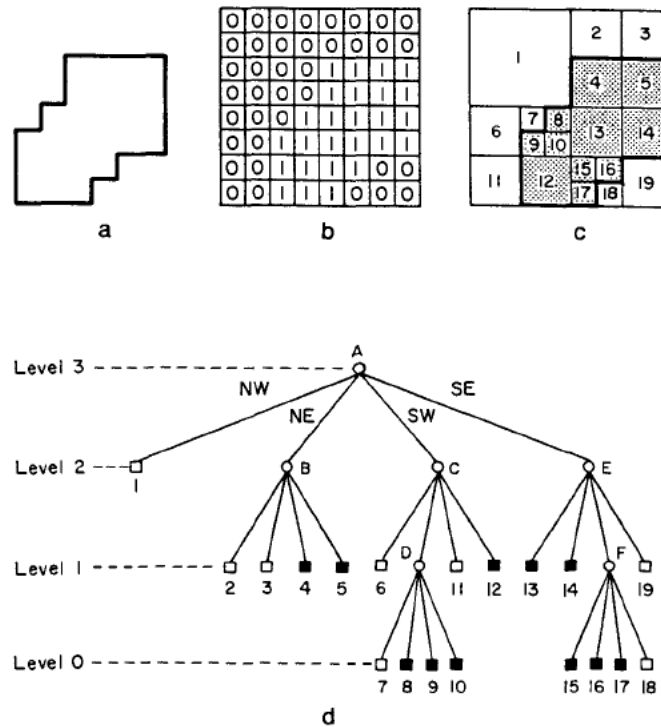 0 0 0 0 0 0 0 0
0 0 0 0 0 0 0 0
0 0 0 0 1 1 1 1
0 0 0 0 1 1 1 1
0 0 0 1 1 1 1 1
0 0 1 1 1 1 1 1
0 0 1 1 1 1 0 0
0 0 1 1 1 0 0 0
2 3
1
4 5
7 8
6 13 14
9 10
15 16
11 12 19
17 18
a b c
A
Level 3
NW NE SW SE
Level 2
1 B C E
D F
Level 1
2 3 4 5 6 11 12 13 14 19
Level 0
7 8 9 10 15 16 17 18
d